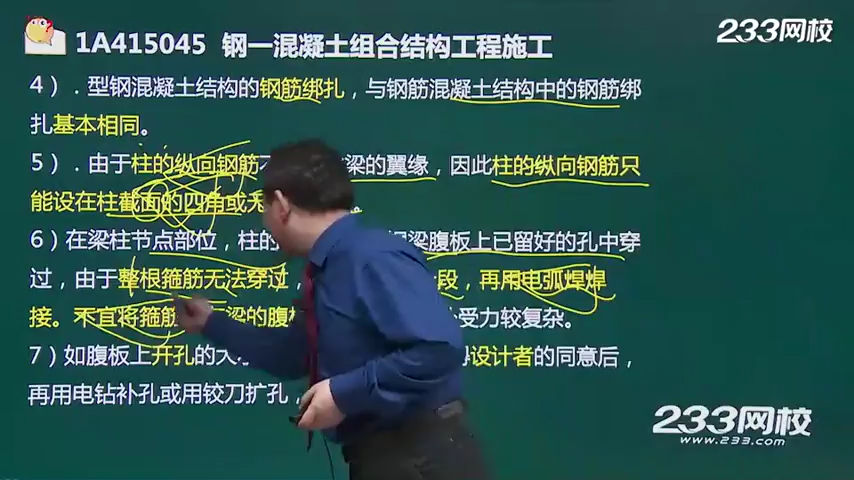 1A415045 钢一混凝土组合结构工程施工
233网校
4）．型钢混凝土结构的钢筋绑扎，与钢筋混凝土结构中的钢筋绑
扎基本相同。
5）．由于柱的纵向钢筋 梁的翼缘，因此柱的纵向钢筋只
能设在柱截面的四角或无
6）在梁柱节点部位，柱的 梁腹板上已留好的孔中穿
过，由于整根箍筋无法穿过， 段，再用电弧焊焊
接。不宜将箍筋 梁的腹 受力较复杂。
7）如腹板上开孔的大 设计者的同意后，
再用电钻补孔或用铰刀扩孔，
233网校
www.233.com